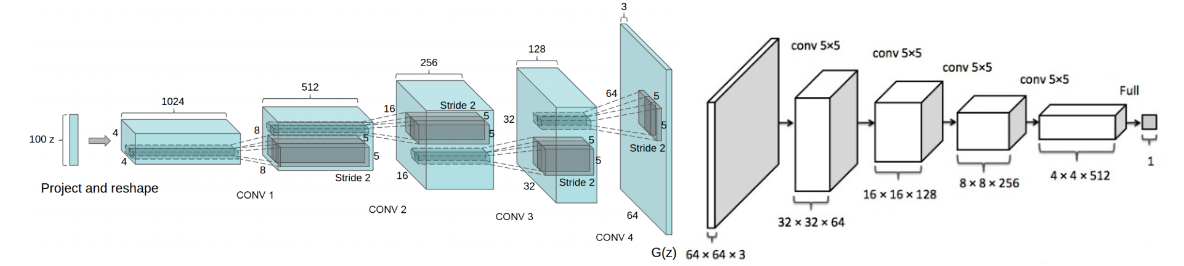 100 z
Project and reshape
1024
4
4
512
8
8
5
5
Stride 2
CONV 1
256
16
16
Stride 2
5
5
CONV 2
128
32
32
5
5
Stride 2
CONV 3
3
64
64
5
5
Stride 2
CONV 4
G(z)
64 × 64 × 3
conv 5×5
32 × 32 × 64
conv 5×5
16 × 16 × 128
conv 5×5
8 × 8 × 256
conv 5×5
4 × 4 × 512
Full
1